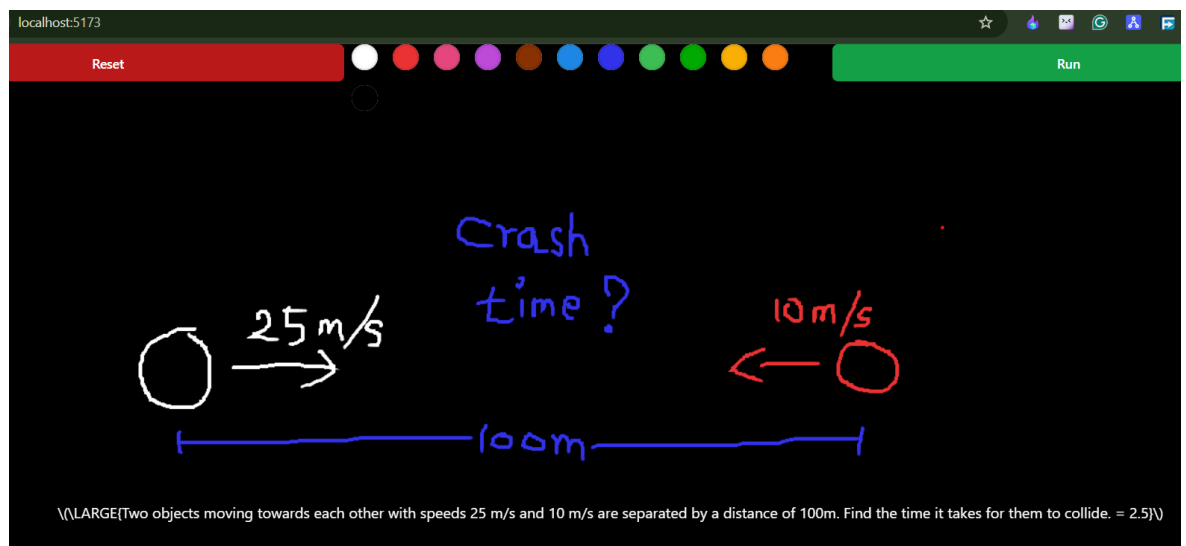 localhost:5173
Reset
Run
Crash
time?
25 m/s
10 m/s
100m
\(\LARGE{Two objects moving towards each other with speeds 25 m/s and 10 m/s are separated by a distance of 100m. Find the time it takes for them to collide. = 2.5}\)